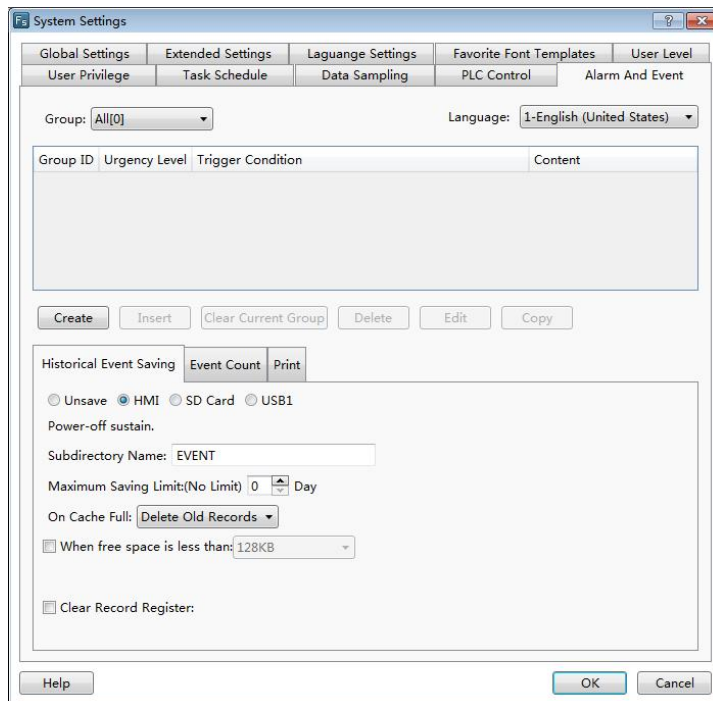 Fs System Settings
Global Settings Extended Settings Laguange Settings Favorite Font Templates User Level
User Privilege Task Schedule Data Sampling PLC Control Alarm And Event
Group: All[0] Language: 1-English (United States)
Group ID Urgency Level Trigger Condition Content
Create Insert Clear Current Group Delete Edit Copy
Historical Event Saving Event Count Print
Unsave HMI SD Card USB1
Power-off sustain.
Subdirectory Name: EVENT
Maximum Saving Limit:(No Limit) 0 Day
On Cache Full: Delete Old Records
When free space is less than: 128KB
Clear Record Register:
Help OK Cancel